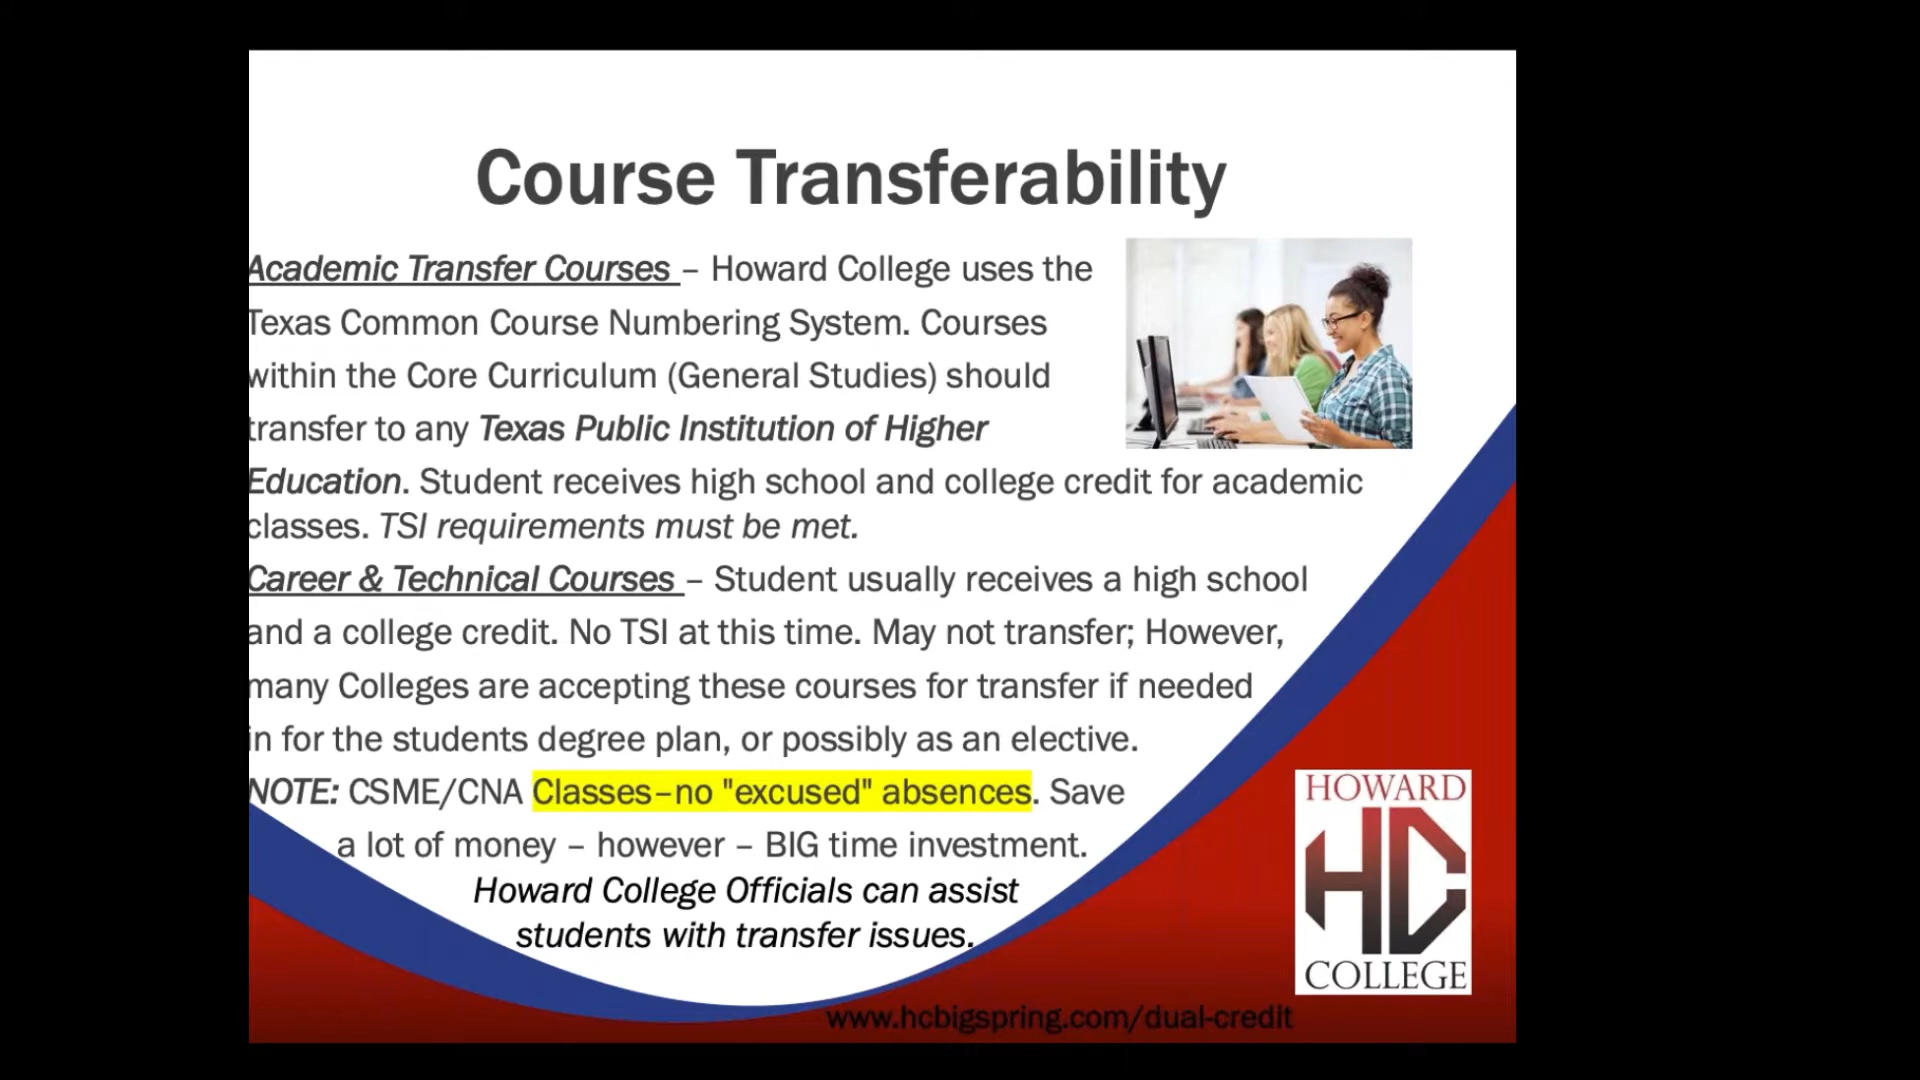 Course Transferability
Academic Transfer Courses – Howard College uses the
Texas Common Course Numbering System. Courses
within the Core Curriculum (General Studies) should
transfer to any Texas Public Institution of Higher
Education. Student receives high school and college credit for academic
classes. TSI requirements must be met.
Career & Technical Courses – Student usually receives a high school
and a college credit. No TSI at this time. May not transfer; However,
many Colleges are accepting these courses for transfer if needed
in for the students degree plan, or possibly as an elective.
NOTE: CSME/CNA Classes–no "excused" absences. Save
a lot of money – however – BIG time investment.
Howard College Officials can assist
students with transfer issues.
HOWARD
HC
COLLEGE
www.hcbigspring.com/dual-credit